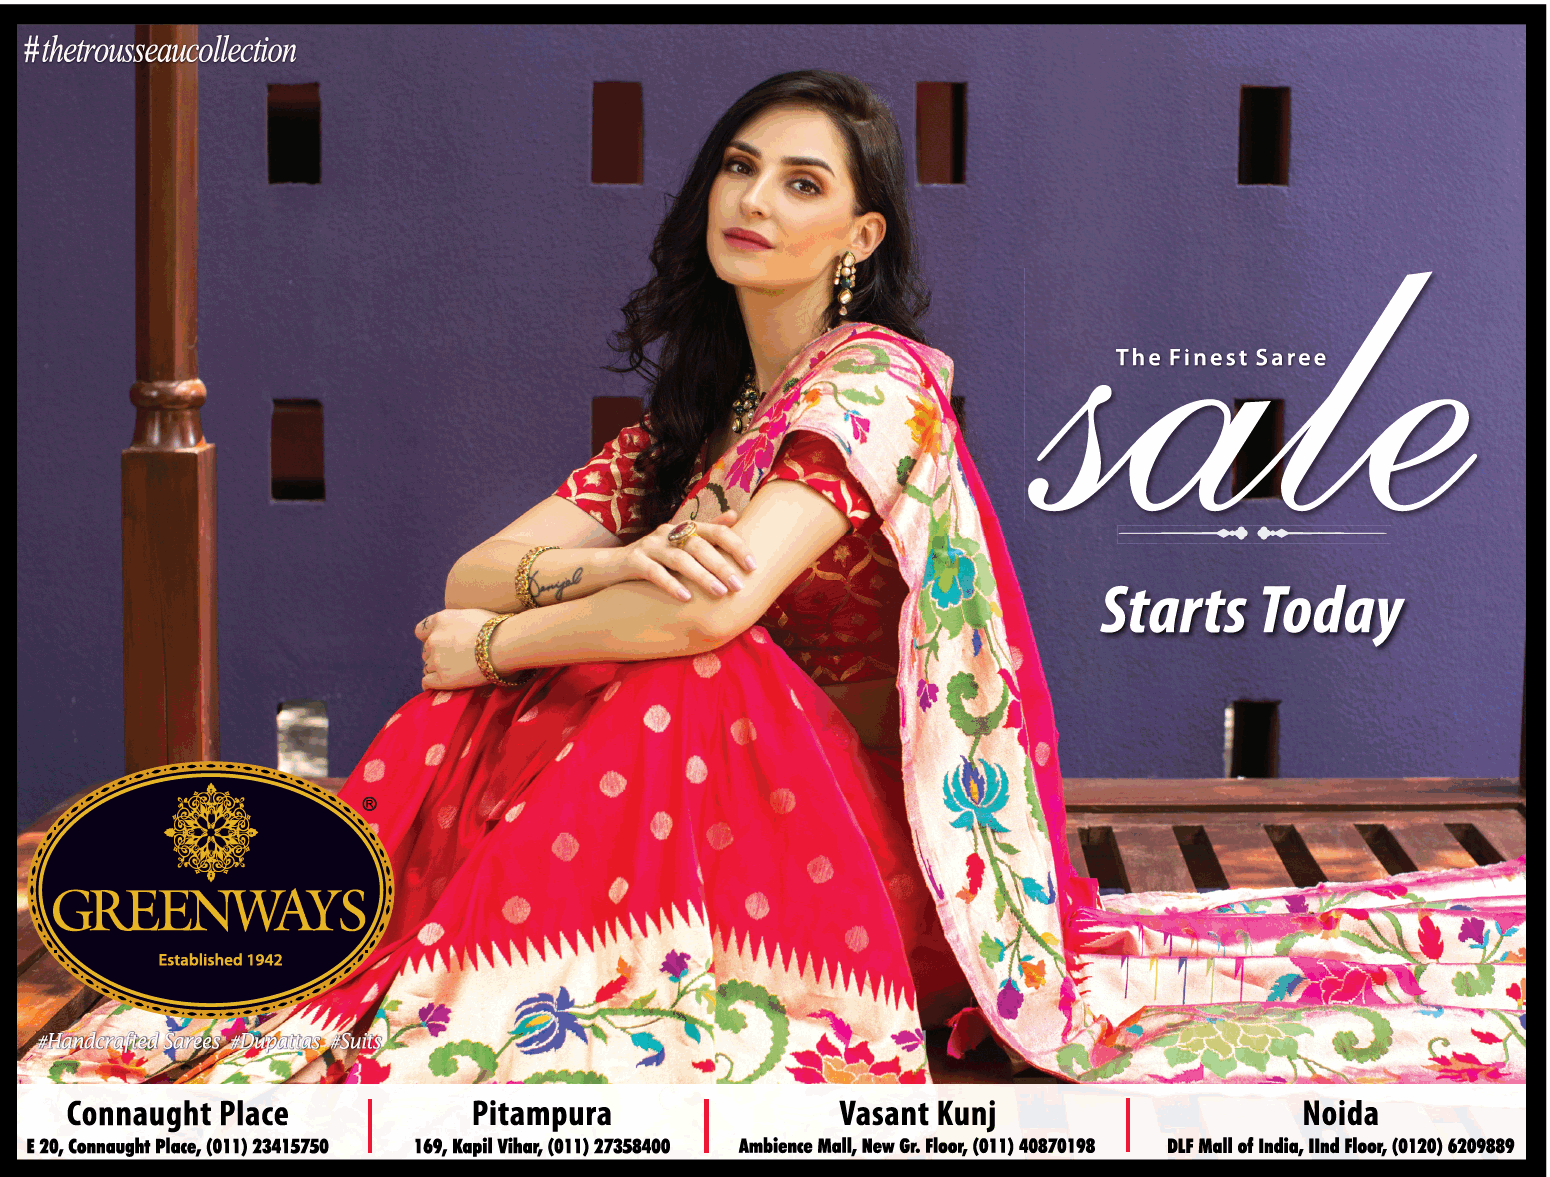 #thetrousseaucollection
The Finest Saree
sale
Starts Today
®
GREENWAYS
Established 1942
#Handcrafted Sarees #Dupattas #Suits
Connaught Place
E 20, Connaught Place, (011) 23415750
Pitampura
169, Kapil Vihar, (011) 27358400
Vasant Kunj
Ambience Mall, New Gr. Floor, (011) 40870198
Noida
DLF Mall of India, IInd Floor, (0120) 6209889